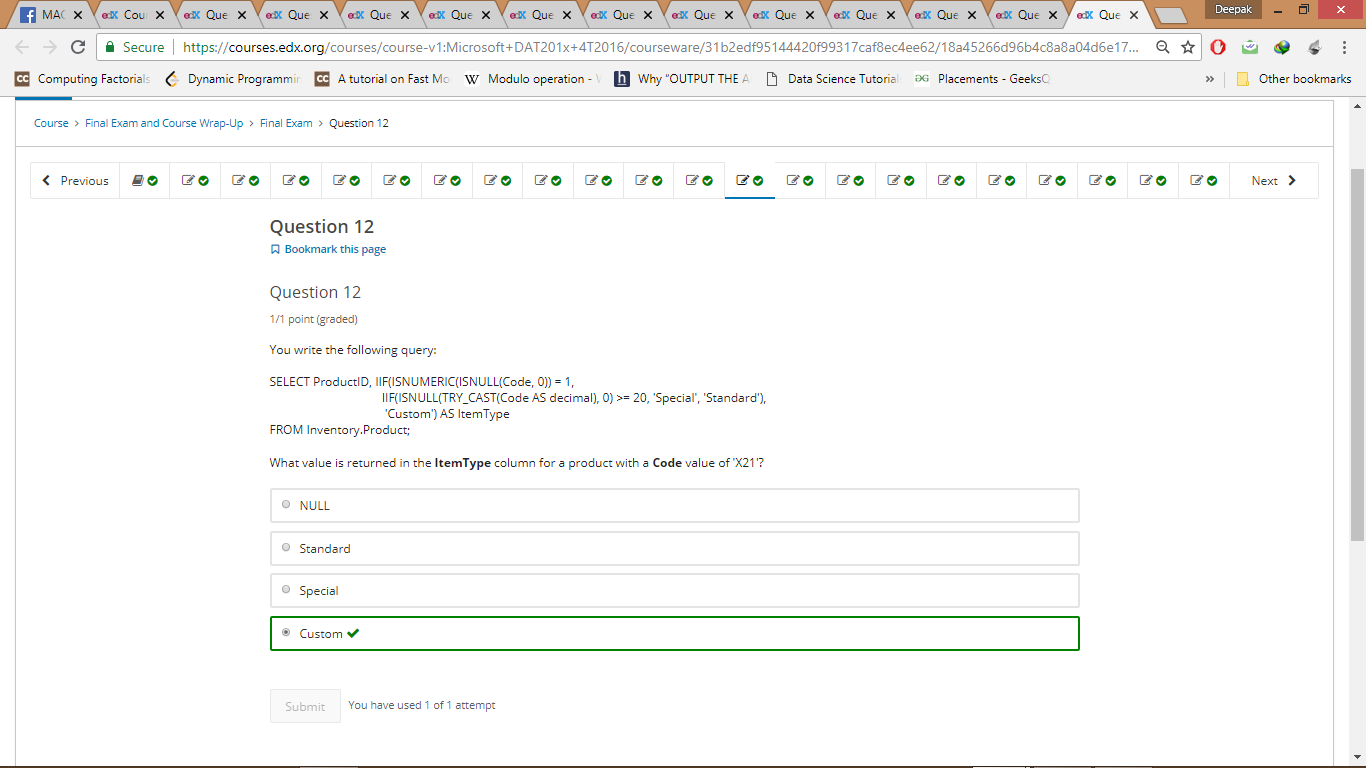 MAC
Cou
Que
Que
Que
Que
Que
Que
Que
Que
Que
Que
Que
Que
Deepak
Secure
https://courses.edx.org/courses/course-v1:Microsoft+DAT201x+4T2016/courseware/31b2edf95144420f99317caf8ec4ee62/18a45266d96b4c8a8a04d6e17...
cc Computing Factorials
Dynamic Programmin
cc A tutorial on Fast Mo
W Modulo operation -
h Why "OUTPUT THE A
Data Science Tutorial
Placements - GeeksG
»
Other bookmarks
Course > Final Exam and Course Wrap-Up > Final Exam > Question 12
Previous
Next
Question 12
Bookmark this page
Question 12
1/1 point (graded)
You write the following query:
SELECT ProductID, IIF(ISNUMERIC(ISNULL(Code, 0)) = 1,
IIF(ISNULL(TRY_CAST(Code AS decimal), 0) >= 20, 'Special', 'Standard'),
'Custom') AS ItemType
FROM Inventory.Product;
What value is returned in the ItemType column for a product with a Code value of 'X21'?
NULL
Standard
Special
Custom
Submit
You have used 1 of 1 attempt